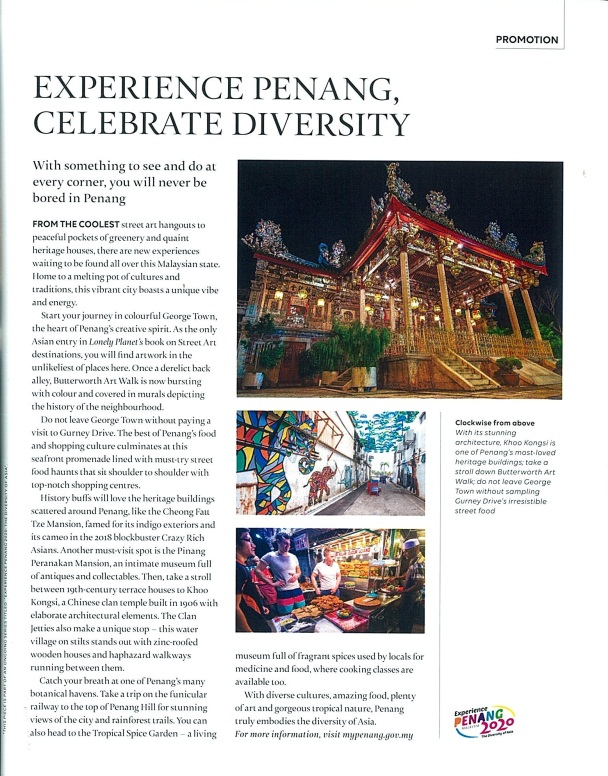 PROMOTION
EXPERIENCE PENANG,
CELEBRATE DIVERSITY
With something to see and do at
every corner, you will never be
bored in Penang
FROM THE COOLEST street art hangouts to
peaceful pockets of greenery and quaint
heritage houses, there are new experiences
waiting to be found all over this Malaysian state.
Home to a melting pot of cultures and
traditions, this vibrant city boasts a unique vibe
and energy.
Start your journey in colourful George Town,
the heart of Penang's creative spirit. As the only
Asian entry in Lonely Planet's book on Street Art
destinations, you will find artwork in the
unlikeliest of places here. Once a derelict back
alley, Butterworth Art Walk is now bursting
with colour and covered in murals depicting
the history of the neighbourhood.
Do not leave George Town without paying a
visit to Gurney Drive. The best of Penang's food
and shopping culture culminates at this
seafront promenade lined with must-try street
food haunts that sit shoulder to shoulder with
top-notch shopping centres.
History buffs will love the heritage buildings
scattered around Penang, like the Cheong Fatt
Tze Mansion, famed for its indigo exteriors and
its cameo in the 2018 blockbuster Crazy Rich
Asians. Another must-visit spot is the Pinang
Peranakan Mansion, an intimate museum full
of antiques and collectables. Then, take a stroll
between 19th-century terrace houses to Khoo
Kongsi, a Chinese clan temple built in 1906 with
elaborate architectural elements. The Clan
Jetties also make a unique stop – this water
village on stilts stands out with zinc-roofed
wooden houses and haphazard walkways
running between them.
Catch your breath at one of Penang's many
botanical havens. Take a trip on the funicular
railway to the top of Penang Hill for stunning
views of the city and rainforest trails. You can
also head to the Tropical Spice Garden – a living
museum full of fragrant spices used by locals for
medicine and food, where cooking classes are
available too.
With diverse cultures, amazing food, plenty
of art and gorgeous tropical nature, Penang
truly embodies the diversity of Asia.
For more information, visit mypenang.gov.my
Clockwise from above
With its stunning
architecture, Khoo Kongsi is
one of Penang's most-loved
heritage buildings; take a
stroll down Butterworth Art
Walk; do not leave George
Town without sampling
Gurney Drive's irresistible
street food
Experience
PENANG
2020
The Diversity of Asia
*THIS PIECE IS PART OF AN ONGOING SERIES TITLED "EXPERIENCE PENANG 2020: THE DIVERSITY OF ASIA"